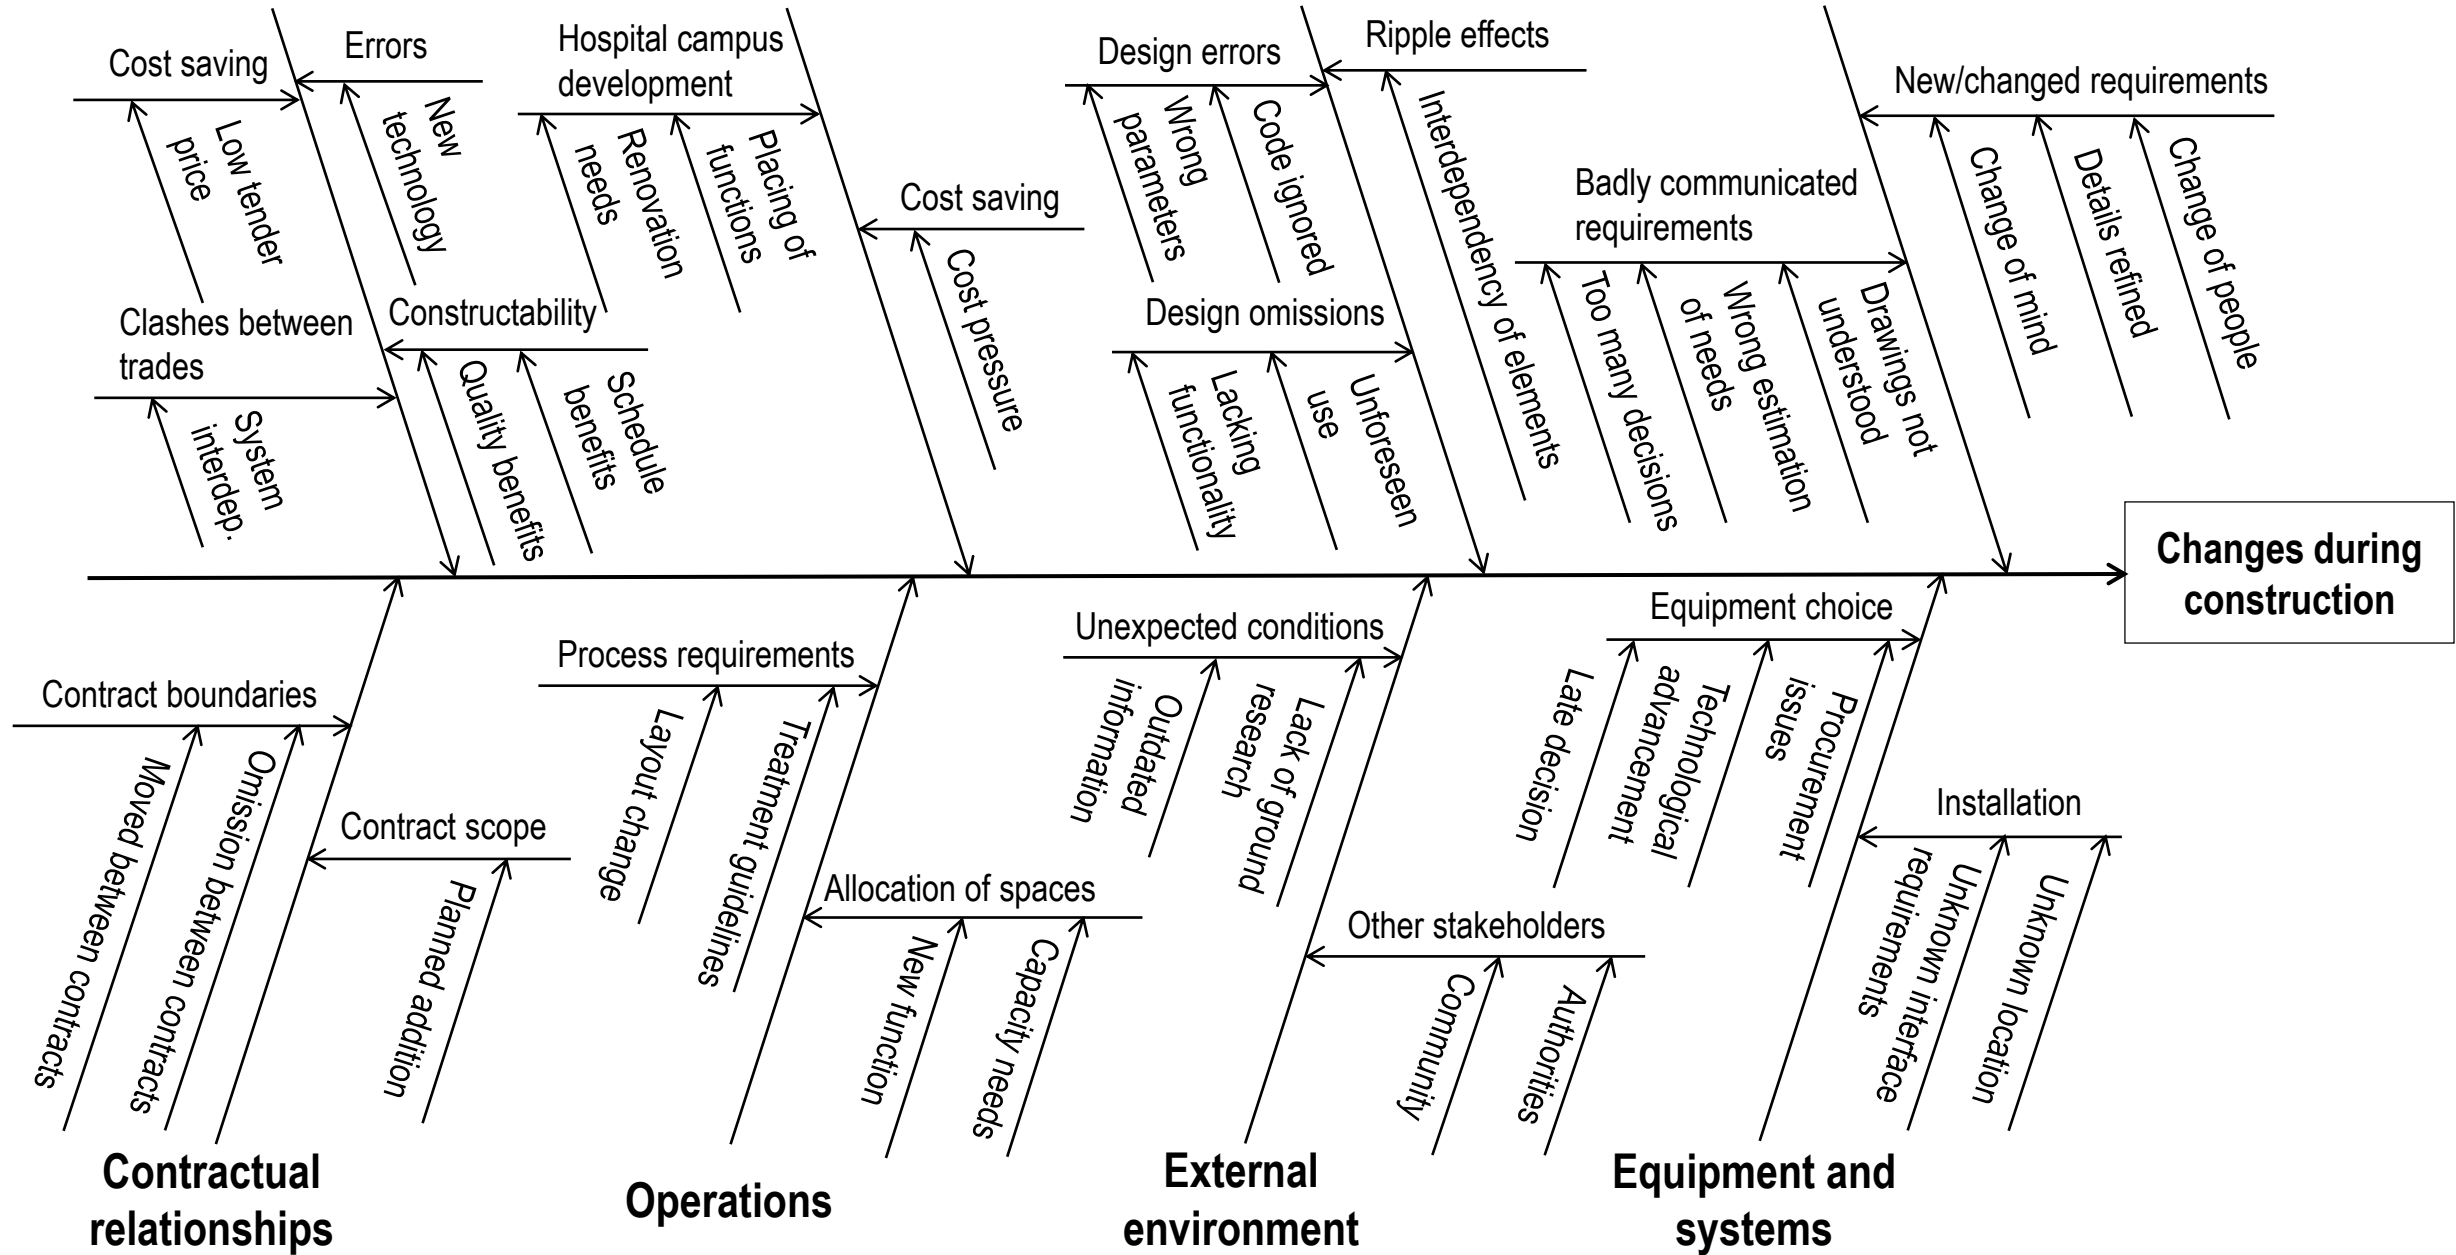 Cost saving
Low tender
price
Errors
New
technology
Clashes between
trades
System
interdep.
Constructability
Quality benefits
Schedule
benefits
Hospital campus
development
Renovation
needs
Placing of
functions
Cost saving
Cost pressure
Design errors
Wrong
parameters
Code ignored
Ripple effects
Interdependency of elements
Design omissions
Lacking
functionality
Unforeseen
use
Badly communicated
requirements
Too many decisions
Wrong estimation
of needs
Drawings not
understood
New/changed requirements
Change of mind
Details refined
Change of people
Changes during
construction
Contract boundaries
Moved between contracts
Omission between contracts
Contract scope
Planned addition
Contractual
relationships
Process requirements
Layout change
Treatment guidelines
Allocation of spaces
New function
Capacity needs
Operations
Unexpected conditions
Outdated
information
Lack of ground
research
Other stakeholders
Community
Authorities
External
environment
Equipment choice
Late decision
Technological
advancement
Procurement
issues
Installation
Unknown interface
requirements
Unknown location
Equipment and
systems